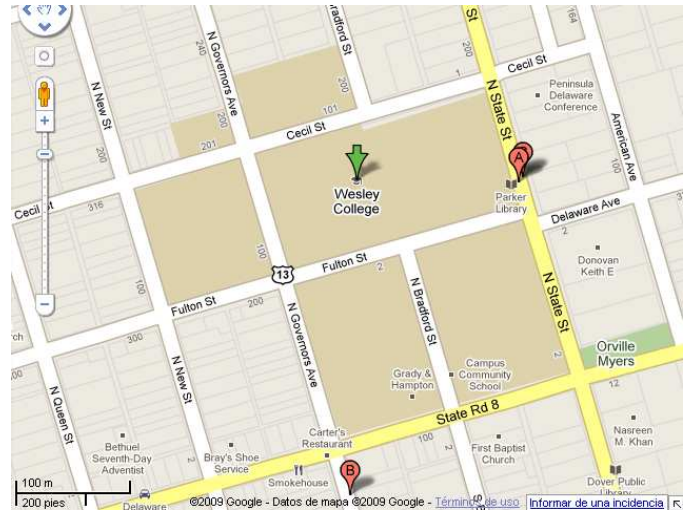 St
164
N Bradford St
240
N Governors Ave
200
N New St
Cecil St
1
200
Peninsula
Delaware
Conference
N State St
101
Cecil St
201
200
American Ave
A
100
Wesley
College
Parker
Library
Cecil St
316
Delaware Ave
2
100
Fulton St
2
13
100
Donovan
Keith E
N State St
Fulton St
200
N Bradford St
N Governors Ave
300
N New St
Orville
Myers
2
Grady &
Hampton
Campus
Community
School
12
N Queen St
State Rd 8
Carter's
Restaurant
100
2
2
Nasreen
M. Khan
Bethuel
Seventh-Day
Adventist
Bray's Shoe
Service
First Baptist
Church
B
Smokehouse
Dover Public
Library
100 m
200 pies
Delaware
©2009 Google - Datos de mapa ©2009 Google - Términos de uso
Informar de una incidencia